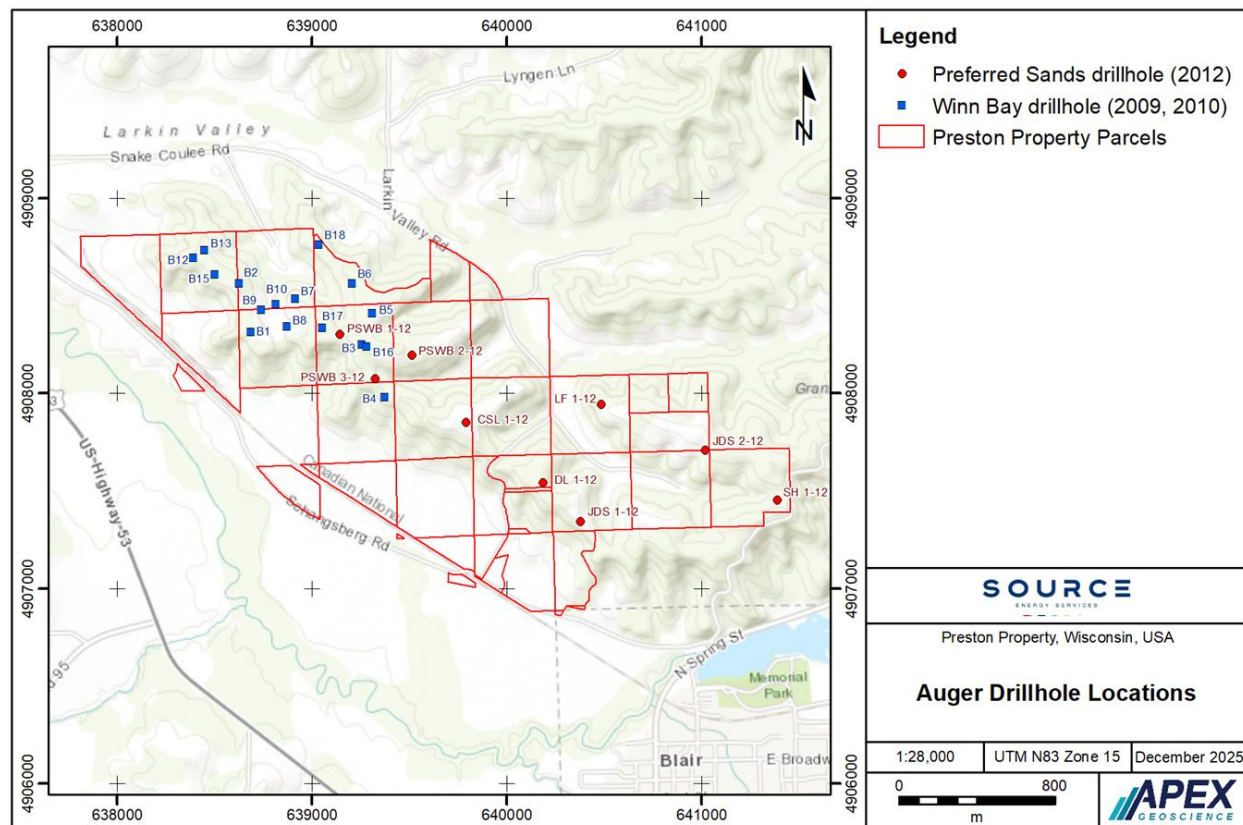 638000 639000 640000 641000
Lyngen Ln
Larkin Valley
Snake Coulee Rd
Larkin
Valley Rd
N
4909000
4909000
B18
B13
B12
B15
B2
B6
B10
B7
B9
B5
B17
B1
B8
PSWB 1-12
B3
B16
PSWB 2-12
PSWB 3-12
4908000
4908000
B4
LF 1-12
Gran
CSL 1-12
JDS 2-12
3
US-Highway-53
Canadian National
Schangsberg Rd
DL 1-12
SH 1-12
JDS 1-12
4907000
4907000
95
N Spring St
Memorial
Park
Blair
E Broadw
4906000
4906000
638000 639000 640000 641000
Legend
Preferred Sands drillhole (2012)
Winn Bay drillhole (2009, 2010)
Preston Property Parcels
SOURCE
ENERGY SERVICES
Preston Property, Wisconsin, USA
Auger Drillhole Locations
1:28,000 UTM N83 Zone 15 December 2025
0 800
m
APEX
GEOSCIENCE